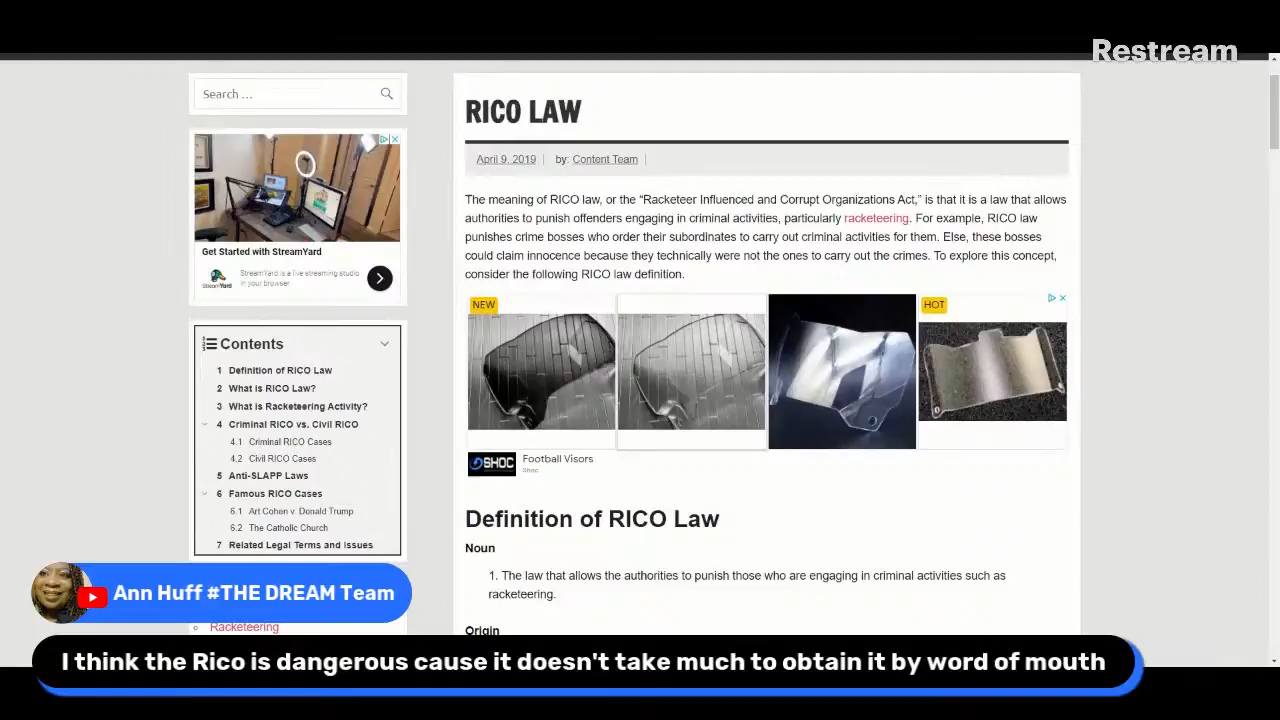 Restream
Search …
Get Started with StreamYard
StreamYard is a live streaming studio
in your browser.
StreamYard
Contents
1 Definition of RICO Law
2 What is RICO Law?
3 What is Racketeering Activity?
4 Criminal RICO vs. Civil RICO
4.1 Criminal RICO Cases
4.2 Civil RICO Cases
5 Anti-SLAPP Laws
6 Famous RICO Cases
6.1 Art Cohen v. Donald Trump
6.2 The Catholic Church
7 Related Legal Terms and Issues
Racketeering
RICO LAW
April 9, 2019 by: Content Team
The meaning of RICO law, or the “Racketeer Influenced and Corrupt Organizations Act,” is that it is a law that allows
authorities to punish offenders engaging in criminal activities, particularly racketeering. For example, RICO law
punishes crime bosses who order their subordinates to carry out criminal activities for them. Else, these bosses
could claim innocence because they technically were not the ones to carry out the crimes. To explore this concept,
consider the following RICO law definition.
NEW
HOT
SHOC
Football Visors
Shoc
Definition of RICO Law
Noun
1. The law that allows the authorities to punish those who are engaging in criminal activities such as
racketeering.
Origin
Ann Huff #THE DREAM Team
I think the Rico is dangerous cause it doesn't take much to obtain it by word of mouth